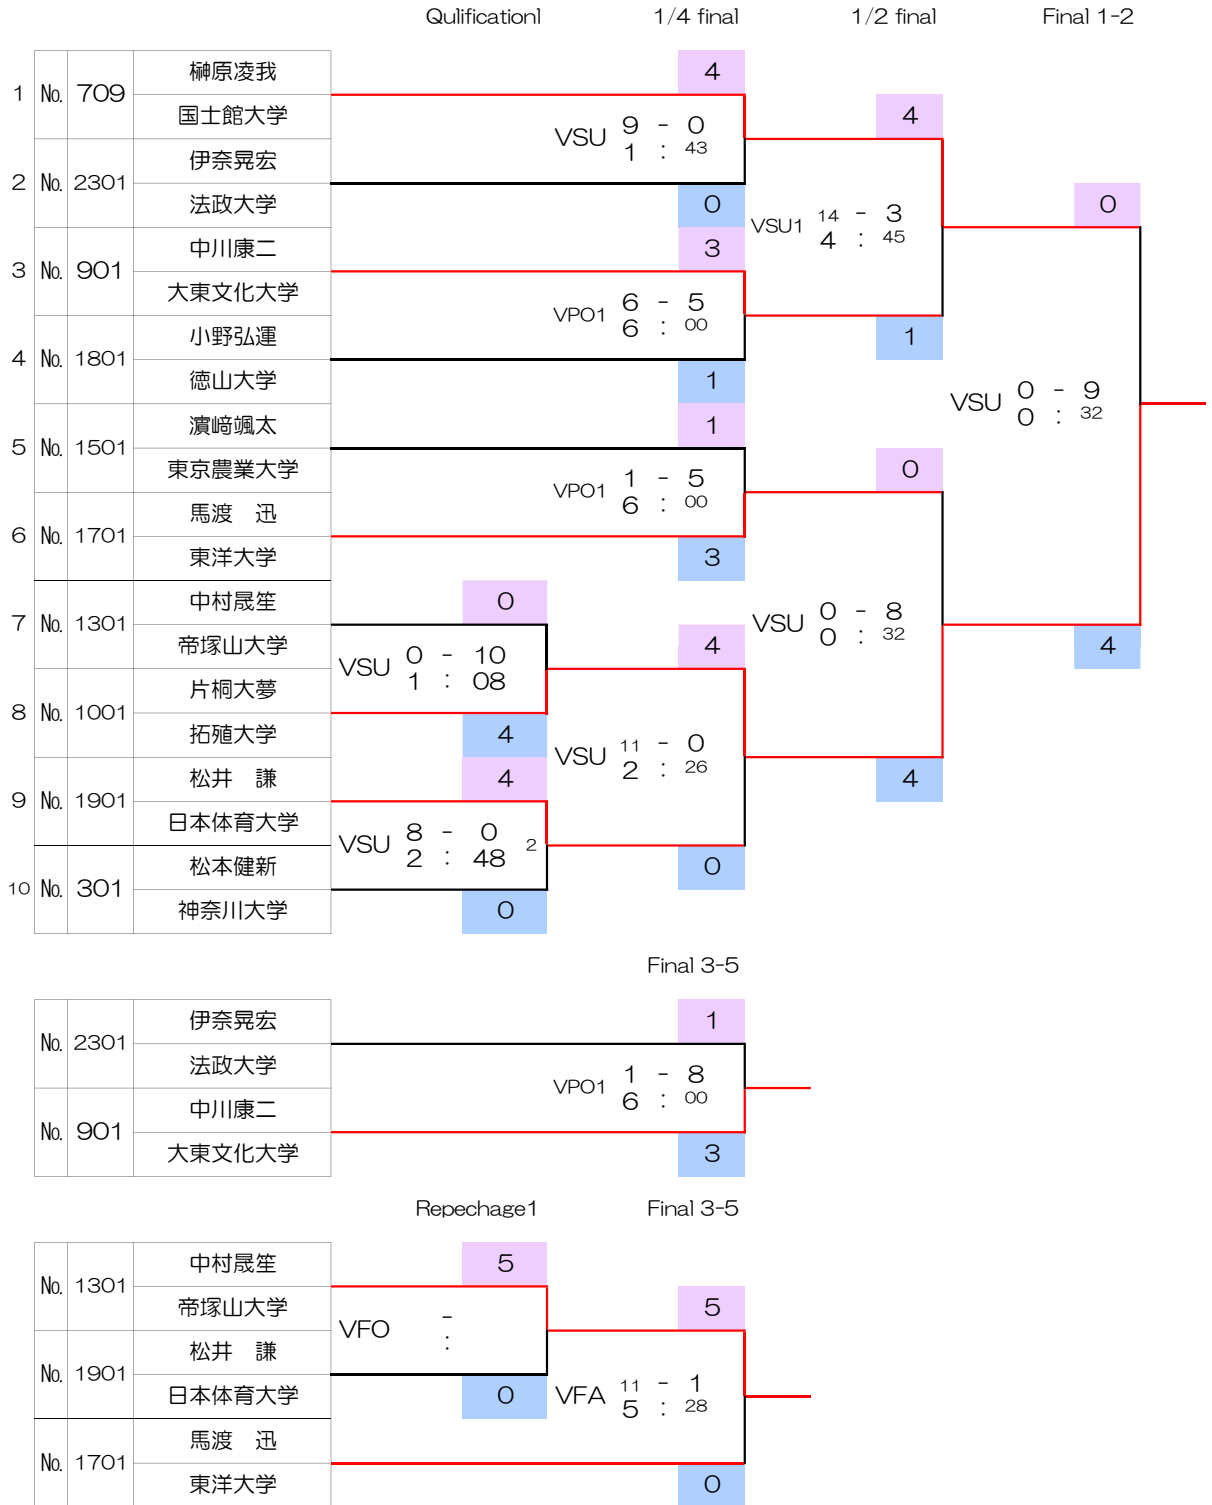 Qulification1 1/4 final 1/2 final Final 1-2
榊原凌我 4
1 No. 709
国士館大学 4
VSU 9 - 0
1 : 43
伊奈晃宏
2 No. 2301
法政大学 0 0
VSU1 14 - 3
4 : 45
中川康二 3
3 No. 901
大東文化大学
VPO1 6 - 5
6 : 00
小野弘運 1
4 No. 1801
徳山大学 1
VSU 0 - 9
0 : 32
濵﨑颯太 1
5 No. 1501
東京農業大学 0
VPO1 1 - 5
6 : 00
馬渡 迅
6 No. 1701
東洋大学 3
中村晟笙 0
7 No. 1301
帝塚山大学 4 4
VSU 0 - 10
1 : 08
VSU 0 - 8
0 : 32
片桐大夢
8 No. 1001
拓殖大学 4
VSU 11 - 0
2 : 26
松井 謙 4 4
9 No. 1901
日本体育大学
VSU 8 - 0 2
2 : 48
松本健新 0
10 No. 301
神奈川大学 0
Final 3-5
伊奈晃宏 1
No. 2301
法政大学
VPO1 1 - 8
6 : 00
中川康二
No. 901
大東文化大学 3
Repechage1 Final 3-5
中村晟笙 5
No. 1301
帝塚山大学 5
VFO -
:
松井 謙
No. 1901
日本体育大学 0
VFA 11 - 1
5 : 28
馬渡 迅
No. 1701
東洋大学 0